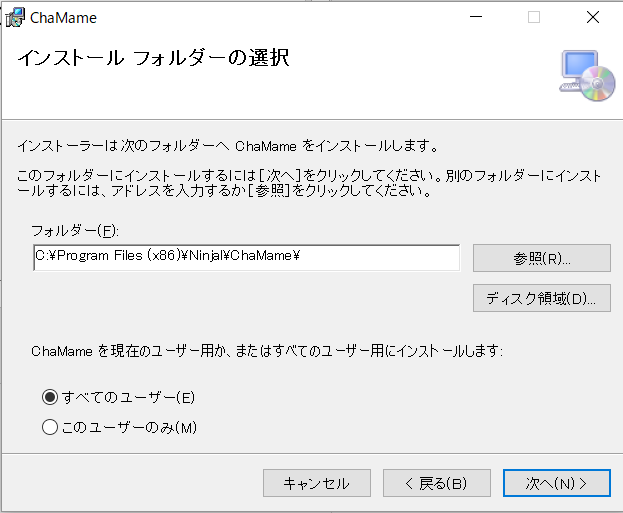 ChaMame
インストール フォルダーの選択
インストーラーは次のフォルダーへ ChaMame をインストールします。
このフォルダーにインストールするには[次へ]をクリックしてください。別のフォルダーにインスト
ールするには、アドレスを入力するか[参照]をクリックしてください。
フォルダー(F):
C:¥Program Files (x86)¥Ninjal¥ChaMame¥
参照(R)...
ディスク領域(D)...
ChaMame を現在のユーザー用か、またはすべてのユーザー用にインストールします:
すべてのユーザー(E)
このユーザーのみ(M)
キャンセル
< 戻る(B)
次へ(N) >